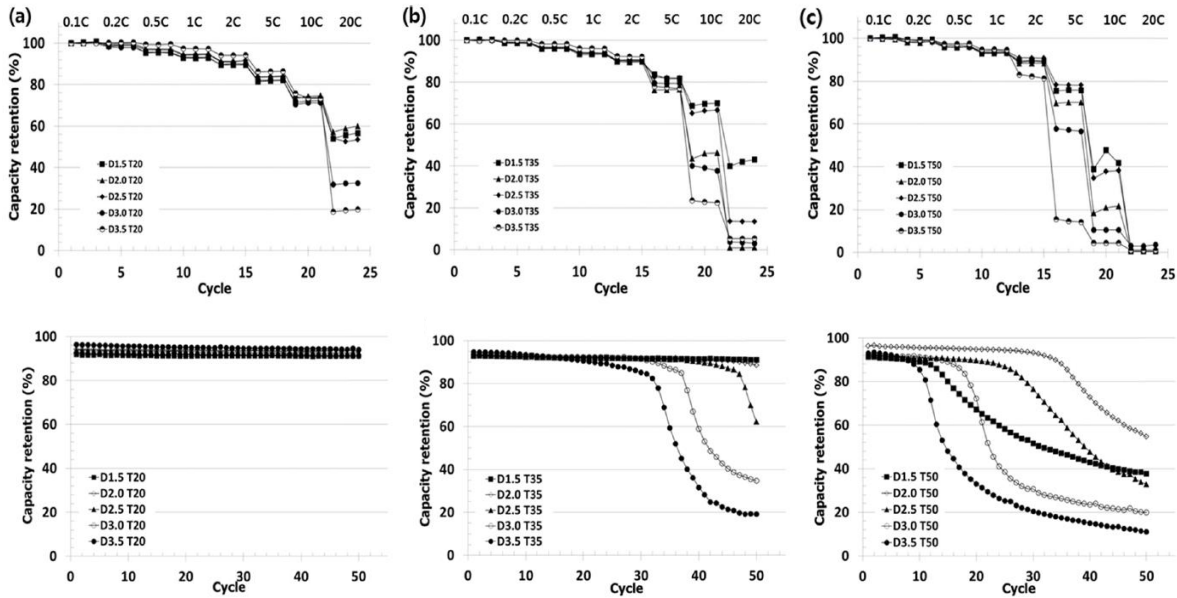 (a)
0.1C 0.2C 0.5C 1C 2C 5C 10C 20C
Capacity retention (%)
120
100
80
60
40
20
0
D1.5 T20
D2.0 T20
D2.5 T20
D3.0 T20
D3.5 T20
0 5 10 15 20 25
Cycle
(b)
0.1C 0.2C 0.5C 1C 2C 5C 10C 20C
Capacity retention (%)
120
100
80
60
40
20
0
D1.5 T35
D2.0 T35
D2.5 T35
D3.0 T35
D3.5 T35
0 5 10 15 20 25
Cycle
(c)
0.1C 0.2C 0.5C 1C 2C 5C 10C 20C
Capacity retention (%)
120
100
80
60
40
20
0
D1.5 T50
D2.0 T50
D2.5 T50
D3.0 T50
D3.5 T50
0 5 10 15 20 25
Cycle
Capacity retention (%)
100
80
60
40
20
0
D1.5 T20
D2.0 T20
D2.5 T20
D3.0 T20
D3.5 T20
0 10 20 30 40 50
Cycle
Capacity retention (%)
100
80
60
40
20
0
D1.5 T35
D2.0 T35
D2.5 T35
D3.0 T35
D3.5 T35
0 10 20 30 40 50
Cycle
Capacity retention (%)
100
80
60
40
20
0
D1.5 T50
D2.0 T50
D2.5 T50
D3.0 T50
D3.5 T50
0 10 20 30 40 50
Cycle